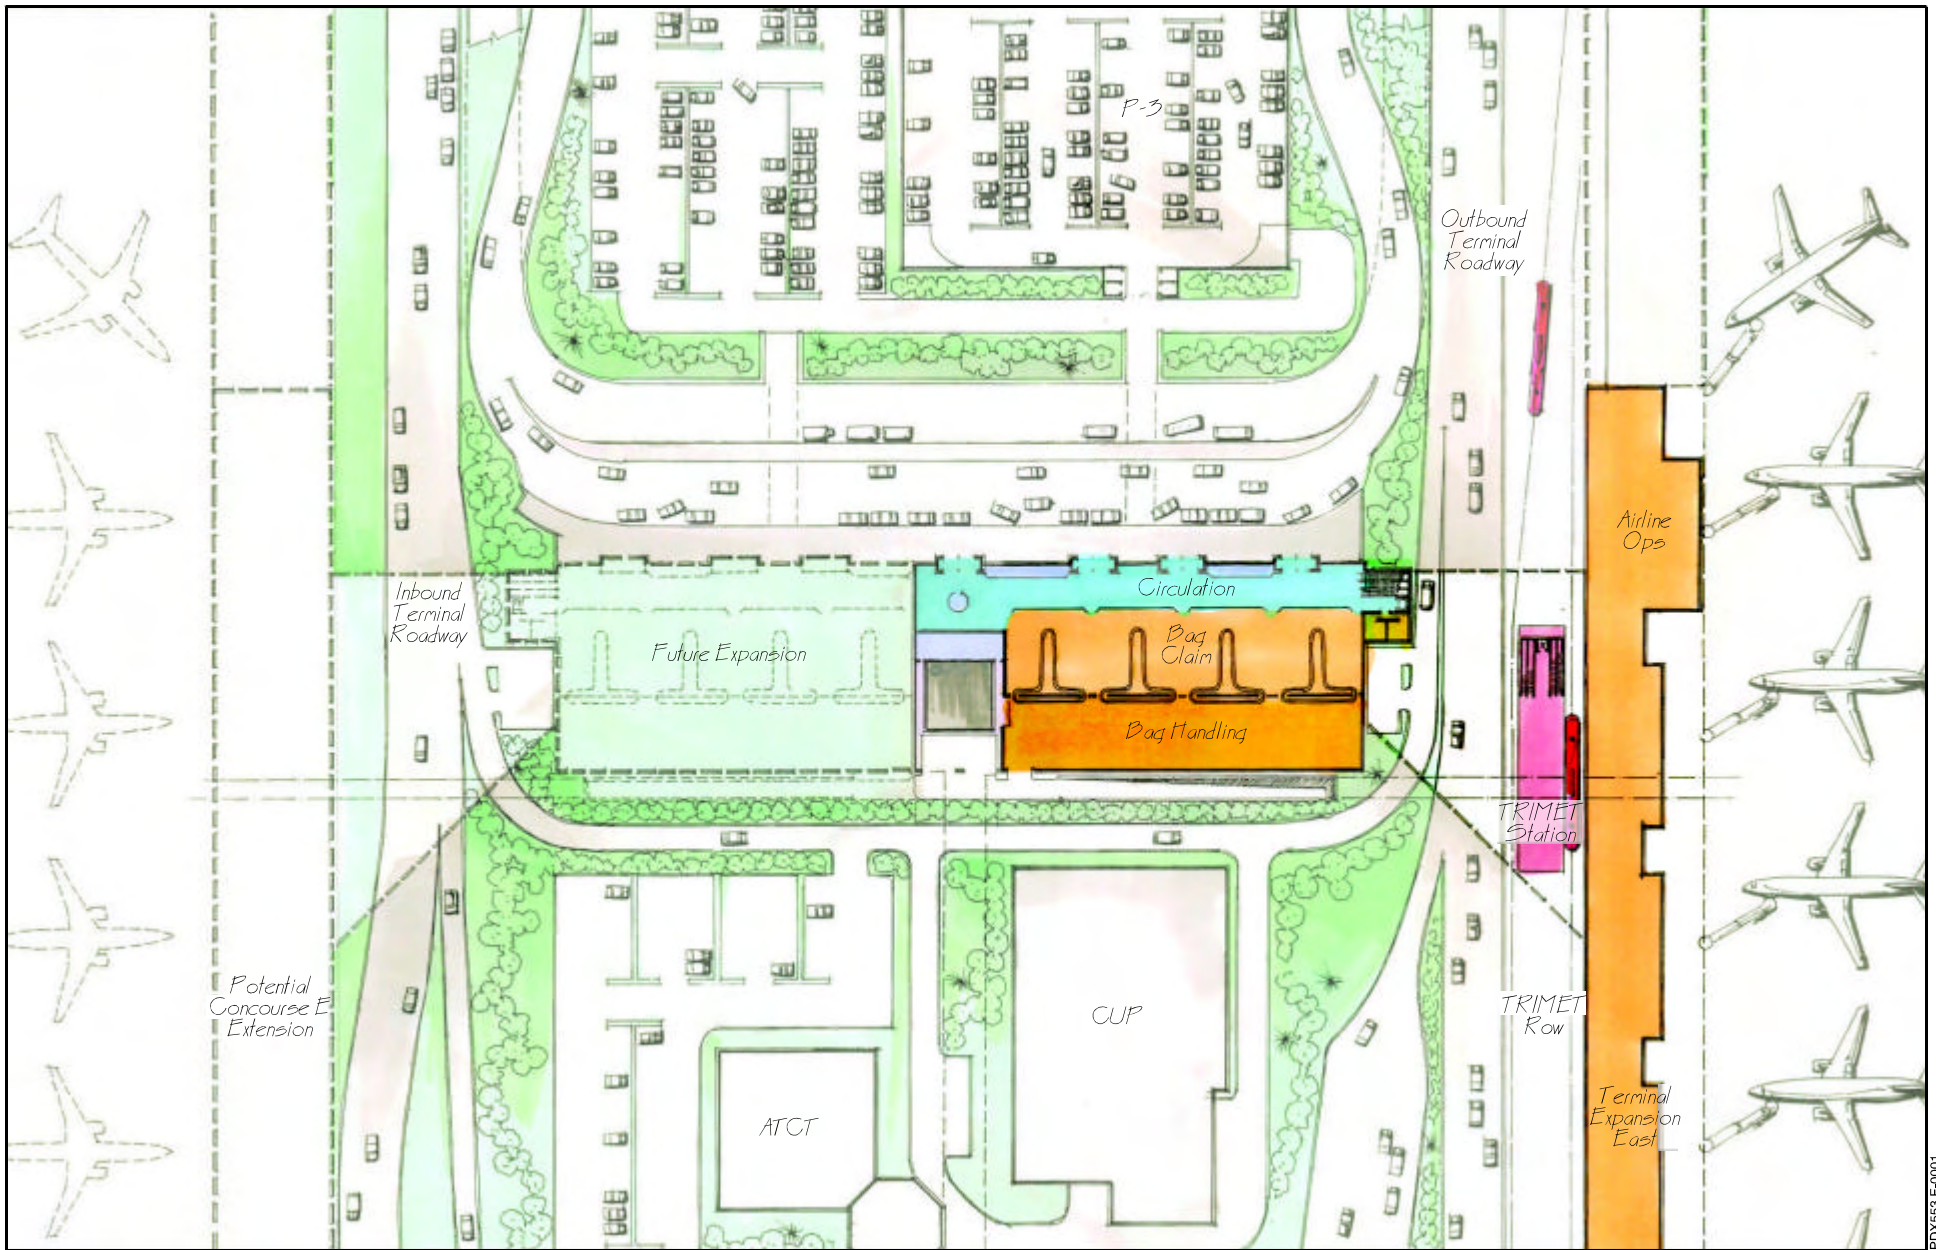 P-3
Outbound
Terminal
Roadway
Airline
Ops
Inbound
Terminal
Roadway
Circulation
Future Expansion
Bag
Claim
Bag Handling
TRIMET
Station
Potential
Concourse E
Extension
CUP
TRIMET
Row
ATCT
Terminal
Expansion
East